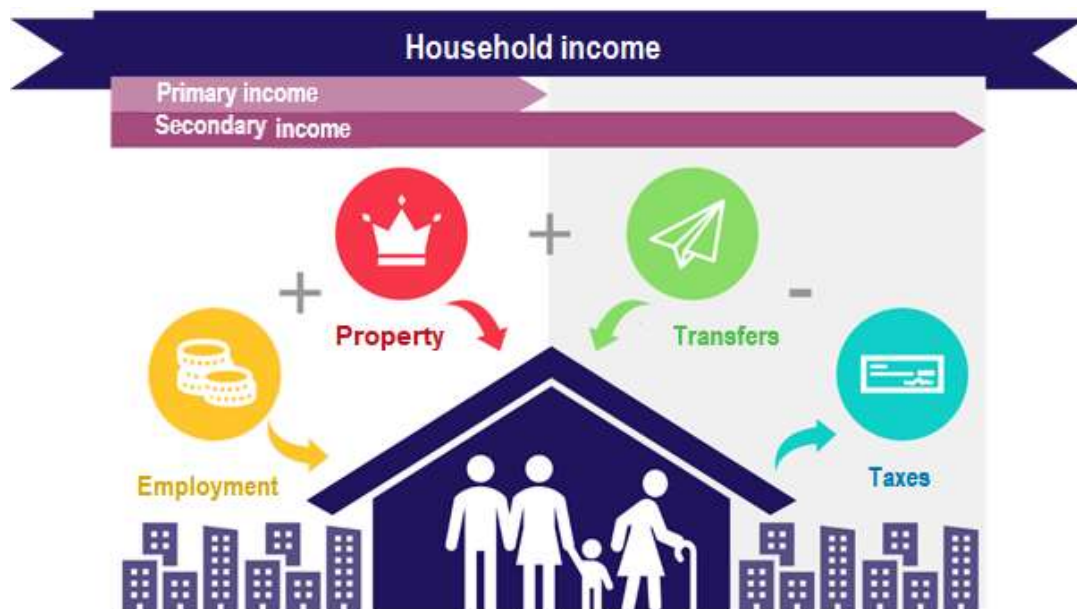 Household income
Primary income
Secondary income
+
+
-
Property
Transfers
Employment
Taxes